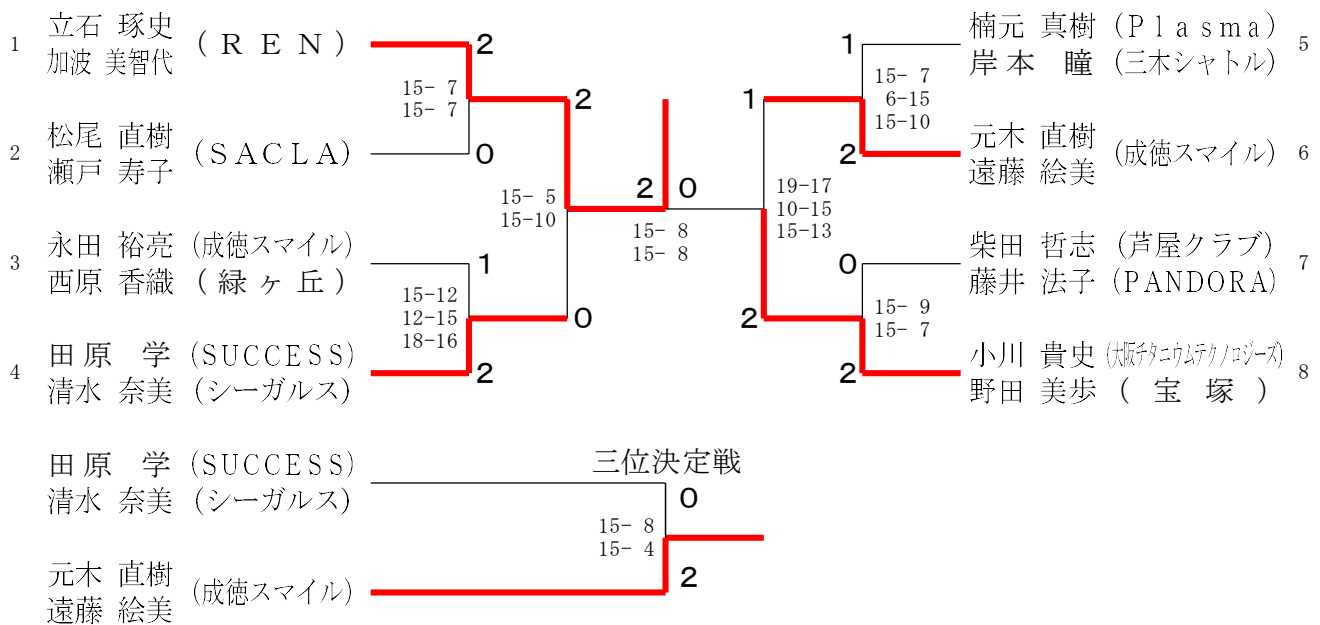 1 立石 琢史 (ＲＥＮ) 2
加波 美智代
15- 7
15- 7
2
2 松尾 直樹 (ＳＡＣＬＡ) 0
瀬戸 寿子
15- 5
15-10
3 永田 裕亮 (成徳スマイル) 1
西原 香織 (緑ヶ丘)
15-12
12-15
18-16
0
4 田原 学 (SUCCESS) 2
清水 奈美 (シーガルス)
2 0
15- 8
15- 8
1 楠元 真樹 (Ｐｌａｓｍａ) 5
岸本 瞳 (三木シャトル)
15- 7
6-15
15-10
1
2 元木 直樹 (成徳スマイル) 6
遠藤 絵美
19-17
10-15
15-13
0 柴田 哲志 (芦屋クラブ) 7
藤井 法子 (PANDORA)
15- 9
15- 7
2
2 小川 貴史 (大阪チタニウムテクノロジーズ) 8
野田 美歩 (宝塚)
三位決定戦
田原 学 (SUCCESS) 0
清水 奈美 (シーガルス)
15- 8
15- 4
元木 直樹 (成徳スマイル) 2
遠藤 絵美